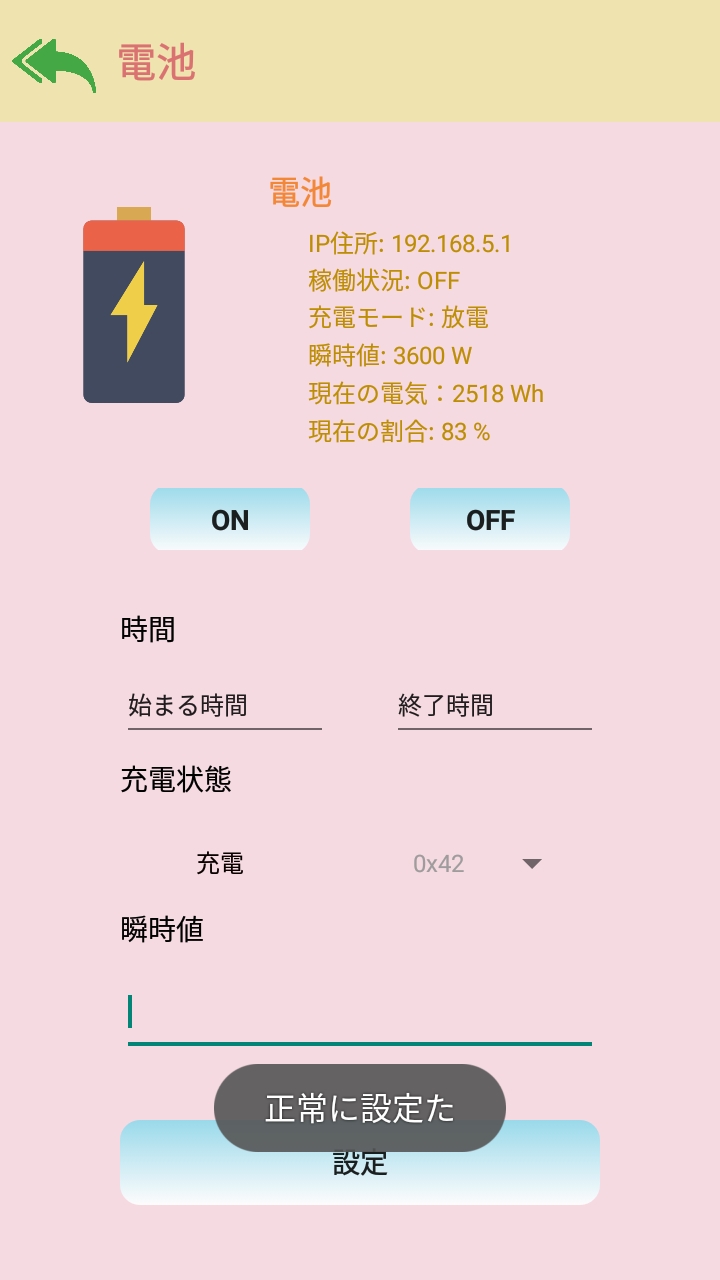 電池
電池
IP住所: 192.168.5.1
稼働状況: OFF
充電モード: 放電
瞬時値: 3600 W
現在の電気：2518 Wh
現在の割合: 83 %
ON
OFF
時間
始まる時間
終了時間
充電状態
充電
0x42
瞬時値
正常に設定た
設定